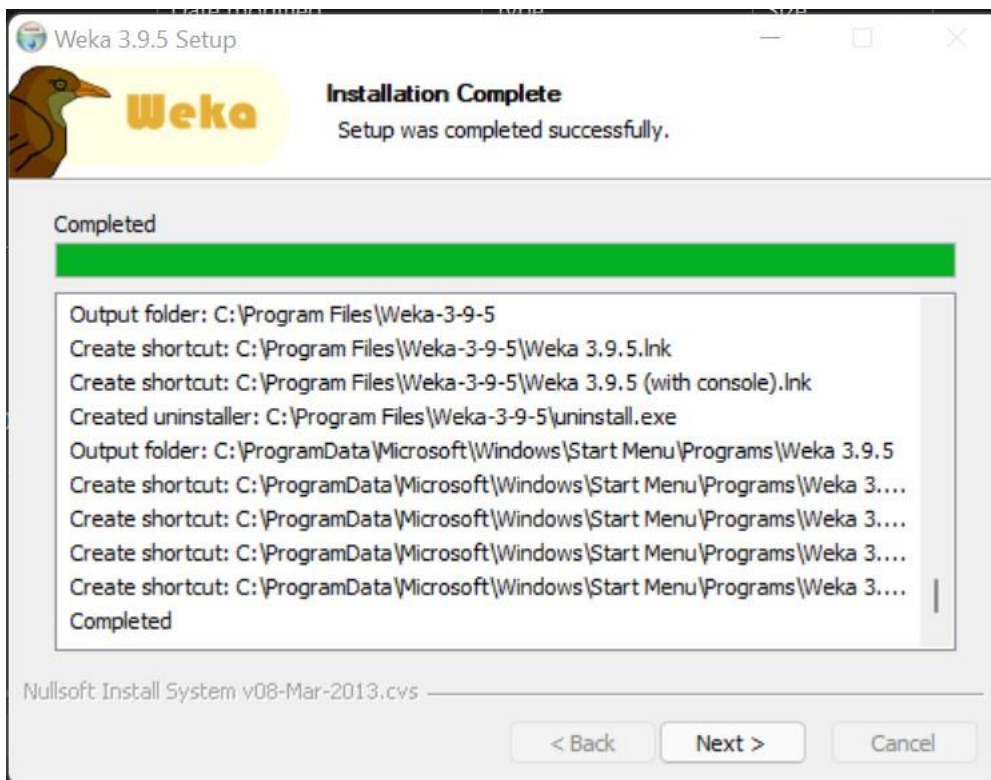 Date modified Type Size
Weka 3.9.5 Setup
Weka
Installation Complete
Setup was completed successfully.
Completed
Output folder: C:\Program Files\Weka-3-9-5
Create shortcut: C:\Program Files\Weka-3-9-5\Weka 3.9.5.lnk
Create shortcut: C:\Program Files\Weka-3-9-5\Weka 3.9.5 (with console).lnk
Created uninstaller: C:\Program Files\Weka-3-9-5\uninstall.exe
Output folder: C:\ProgramData\Microsoft\Windows\Start Menu\Programs\Weka 3.9.5
Create shortcut: C:\ProgramData\Microsoft\Windows\Start Menu\Programs\Weka 3....
Create shortcut: C:\ProgramData\Microsoft\Windows\Start Menu\Programs\Weka 3....
Create shortcut: C:\ProgramData\Microsoft\Windows\Start Menu\Programs\Weka 3....
Create shortcut: C:\ProgramData\Microsoft\Windows\Start Menu\Programs\Weka 3....
Completed
Nullsoft Install System v08-Mar-2013.cvs
< Back Next > Cancel